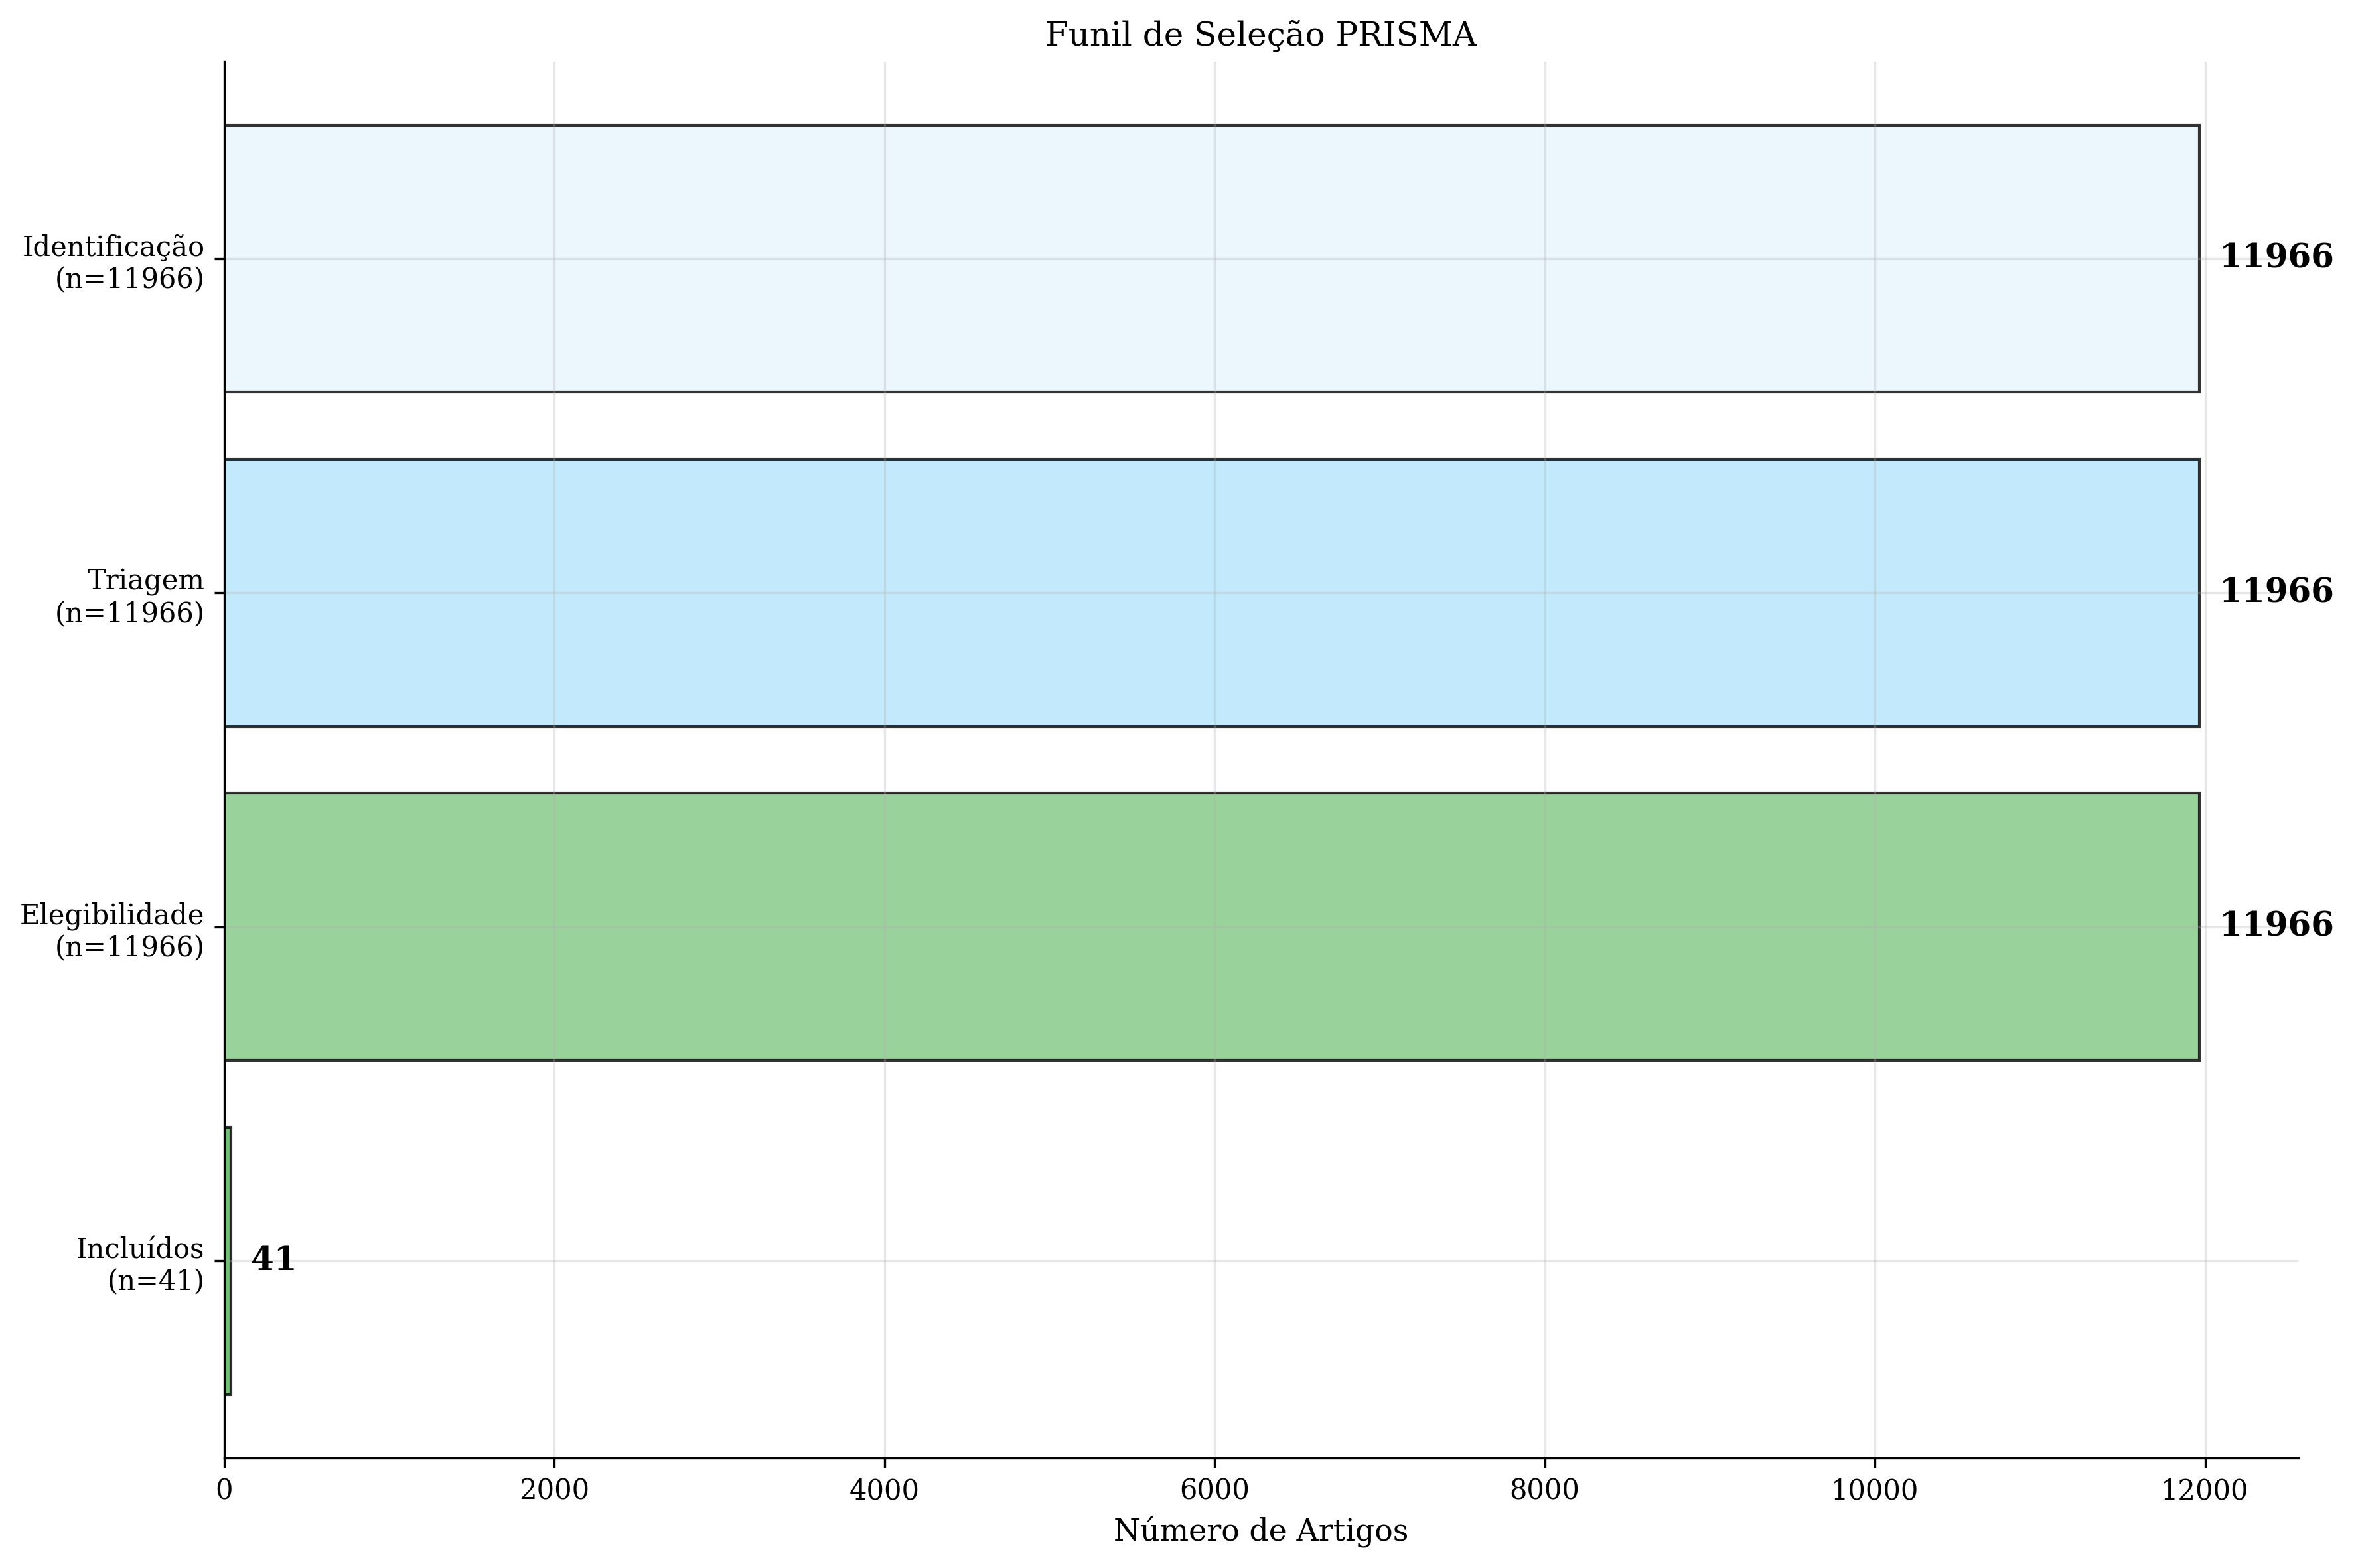 Funil de Seleção PRISMA
Identificação
(n=11966)
11966
Triagem
(n=11966)
11966
Elegibilidade
(n=11966)
11966
Incluídos
(n=41)
41
0 2000 4000 6000 8000 10000 12000
Número de Artigos